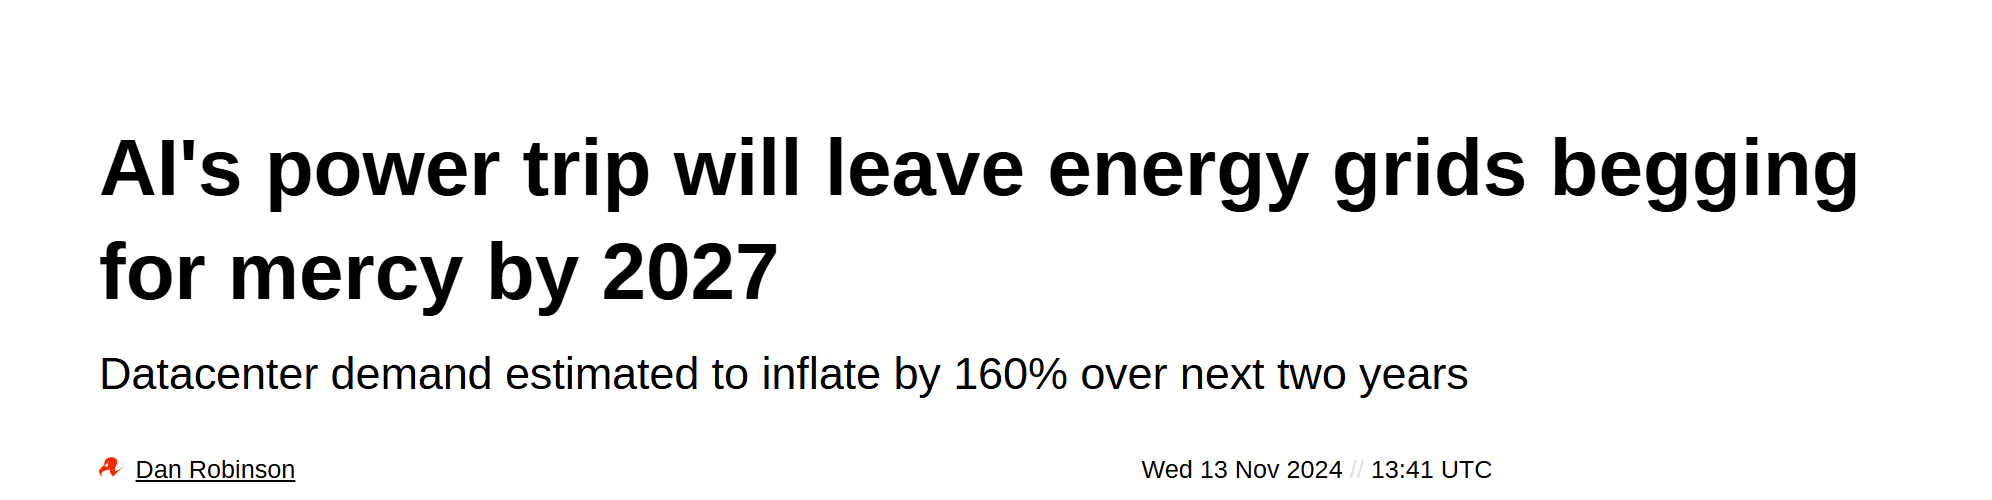 AI's power trip will leave energy grids begging
for mercy by 2027
Datacenter demand estimated to inflate by 160% over next two years
Dan Robinson
Wed 13 Nov 2024 // 13:41 UTC